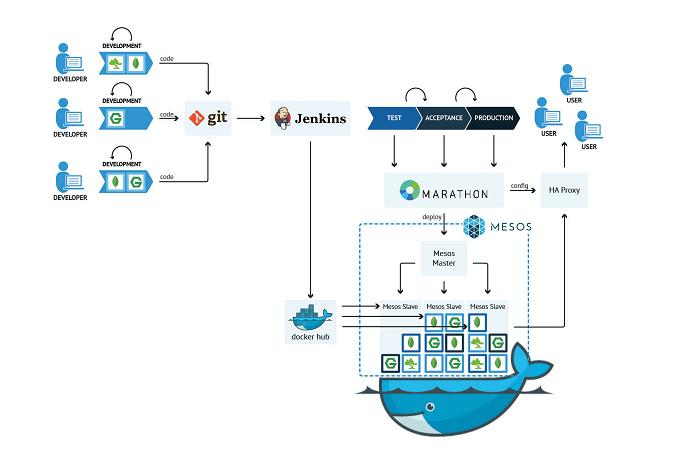 DEVELOPMENT
DEVELOPER
code
DEVELOPMENT
DEVELOPER
code
DEVELOPMENT
DEVELOPER
code
git
Jenkins
TEST
ACCEPTANCE
PRODUCTION
USER
USER
USER
MARATHON
config
HA Proxy
deploy
MESOS
Mesos
Master
docker hub
Mesos Slave
Mesos Slave
Mesos Slave